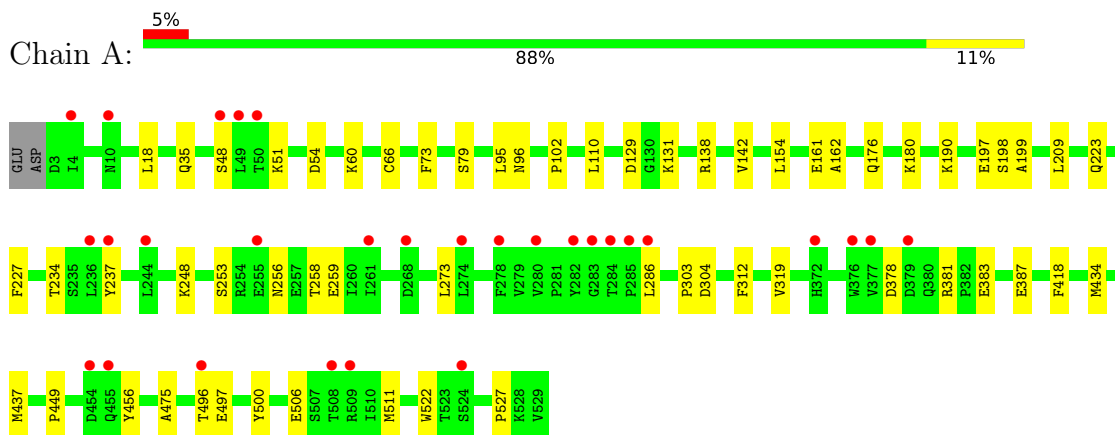 5%
Chain A:
88% 11%
GLU ASP D3 I4 N10 L18 Q35 S48 L49 T50 K51 D54 K60 C66 F73 S79 L95 N96 P102 L110 D129 G130 K131 R138 V142 L154 E161 A162 Q176 K180 K190 E197 S198 A199 L209 Q223
F227 T234 S235 L236 Y237 L244 K248 S253 R254 E255 N256 E257 T258 E259 I260 I261 D268 L273 L274 F278 V279 V280 P281 Y282 G283 T284 P285 L286 P303 D304 F312 V319 H372 W376 V377 D378 D379 Q380 R381 P382 E383 E387 F418 M434
M437 P449 D454 Q455 Y456 A475 T496 E497 Y500 E506 S507 T508 R509 I510 M511 W522 T523 S524 P527 K528 V529